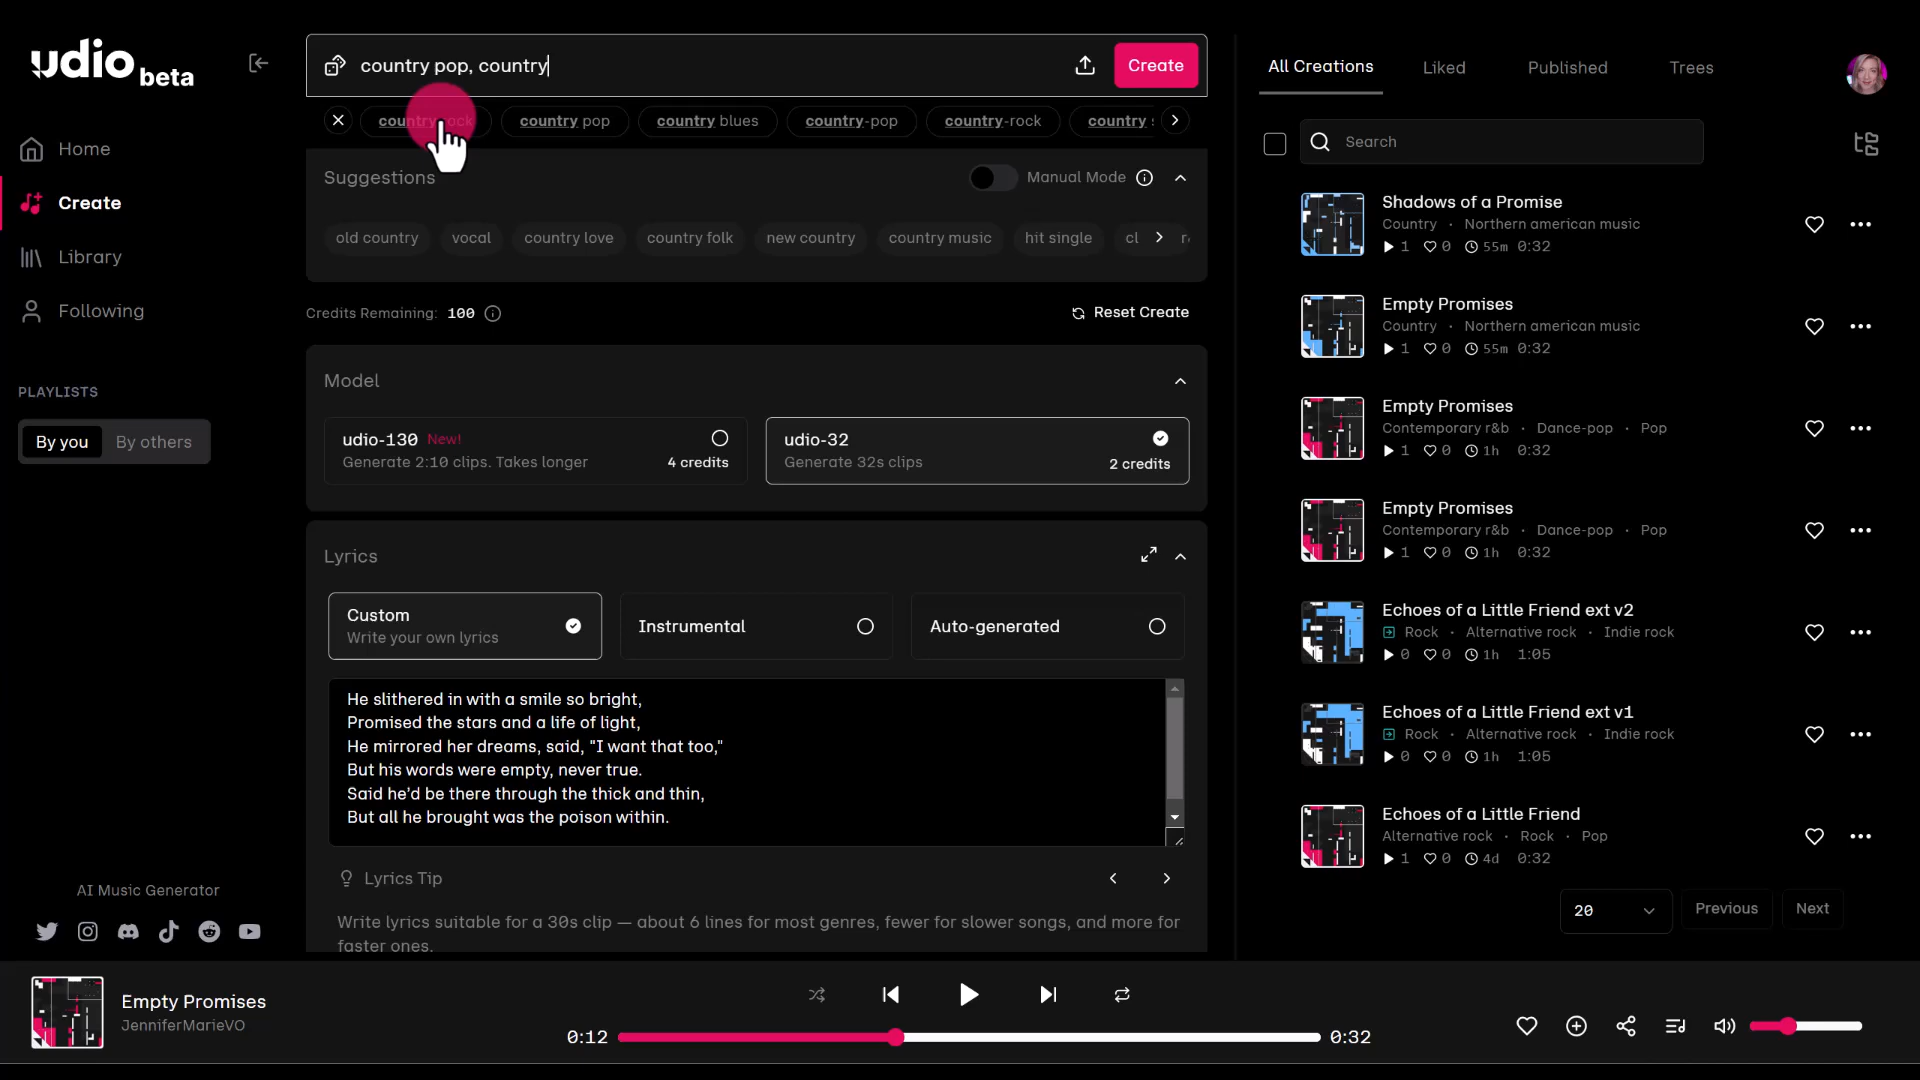 udio beta
Home
Create
Library
Following
PLAYLISTS
By you
By others
AI Music Generator
country pop, country
Create
country rock
country pop
country blues
country-pop
country-rock
country
Suggestions
Manual Mode
old country
vocal
country love
country folk
new country
country music
hit single
cl
Credits Remaining: 100
Reset Create
Model
udio-130 New!
Generate 2:10 clips. Takes longer
4 credits
udio-32
Generate 32s clips
2 credits
Lyrics
Custom
Write your own lyrics
Instrumental
Auto-generated
He slithered in with a smile so bright,
Promised the stars and a life of light,
He mirrored her dreams, said, "I want that too,"
But his words were empty, never true.
Said he'd be there through the thick and thin,
But all he brought was the poison within.
Lyrics Tip
Write lyrics suitable for a 30s clip — about 6 lines for most genres, fewer for slower songs, and more for
faster ones.
All Creations
Liked
Published
Trees
Search
Shadows of a Promise
Country · Northern american music
1 0 55m 0:32
Empty Promises
Country · Northern american music
1 0 55m 0:32
Empty Promises
Contemporary r&b · Dance-pop · Pop
1 0 1h 0:32
Empty Promises
Contemporary r&b · Dance-pop · Pop
1 0 1h 0:32
Echoes of a Little Friend ext v2
Rock · Alternative rock · Indie rock
0 0 1h 1:05
Echoes of a Little Friend ext v1
Rock · Alternative rock · Indie rock
0 0 1h 1:05
Echoes of a Little Friend
Alternative rock · Rock · Pop
1 0 4d 0:32
20
Previous
Next
Empty Promises
JenniferMarieVO
0:12
0:32